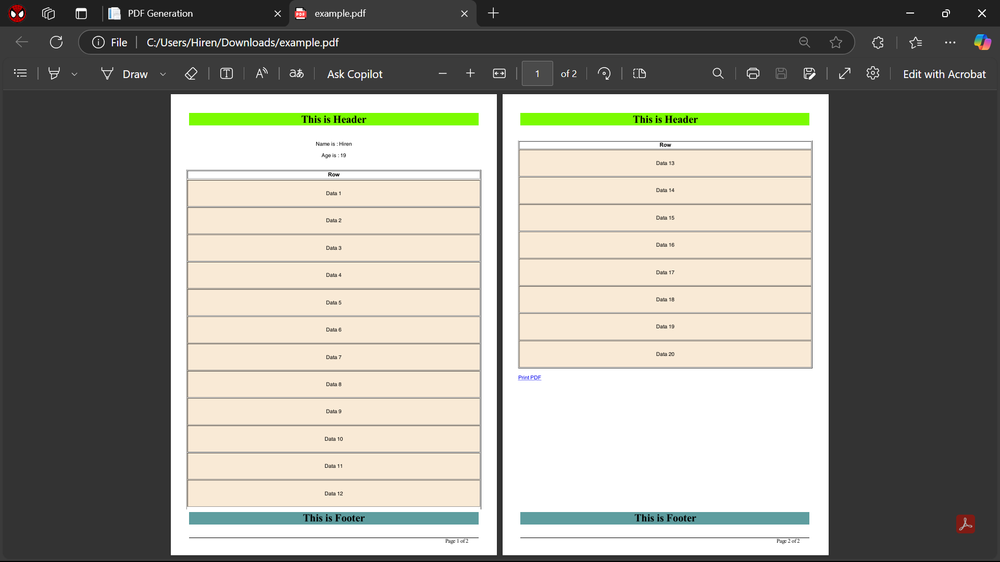 PDF Generation
example.pdf
File
C:/Users/Hiren/Downloads/example.pdf
Draw
Ask Copilot
1
of 2
Edit with Acrobat
This is Header
Name is : Hiren
Age is : 19
Row
Data 1
Data 2
Data 3
Data 4
Data 5
Data 6
Data 7
Data 8
Data 9
Data 10
Data 11
Data 12
This is Footer
Page 1 of 2
This is Header
Row
Data 13
Data 14
Data 15
Data 16
Data 17
Data 18
Data 19
Data 20
Print PDF
This is Footer
Page 2 of 2